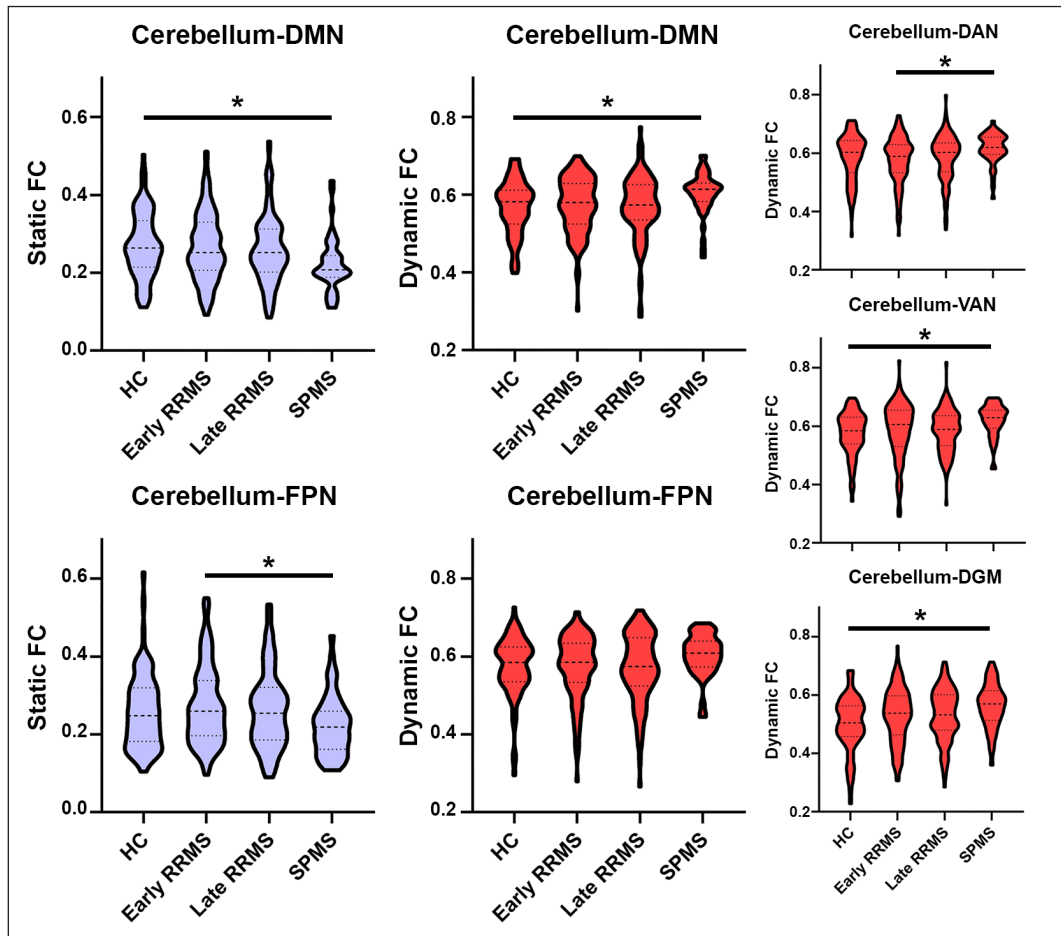 Cerebellum-DMN
*
Static FC
0.6
0.4
0.2
0.0
HC
Early RRMS
Late RRMS
SPMS
Cerebellum-DMN
*
Dynamic FC
0.8
0.6
0.4
0.2
HC
Early RRMS
Late RRMS
SPMS
Cerebellum-DAN
*
Dynamic FC
0.8
0.6
0.4
0.2
Cerebellum-VAN
*
Dynamic FC
0.8
0.6
0.4
0.2
Cerebellum-FPN
*
Static FC
0.6
0.4
0.2
0.0
HC
Early RRMS
Late RRMS
SPMS
Cerebellum-FPN
Dynamic FC
0.8
0.6
0.4
0.2
HC
Early RRMS
Late RRMS
SPMS
Cerebellum-DGM
*
Dynamic FC
0.8
0.6
0.4
0.2
HC
Early RRMS
Late RRMS
SPMS